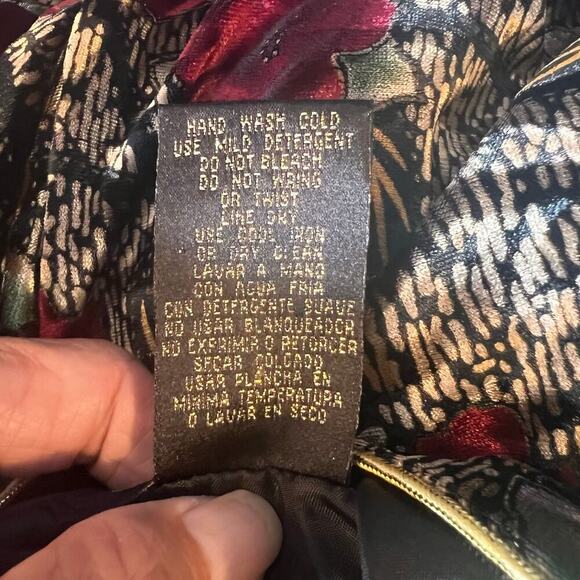 HAND WASH COLD
USE MILD DETERGENT
DO NOT BLEACH
DO NOT WRING
OR TWIST
LINE DRY
USE COOL IRON
OR DRY CLEAN
LAVAR A MANO
CON AGUA FRIA
CON DETERGENTE SUAVE
NO USAR BLANQUEADOR
NO EXPRIMIR O RETORCER
SECAR COLGADO
USAR PLANCHA EN
MINIMA TEMPERATURA
O LAVAR EN SECO